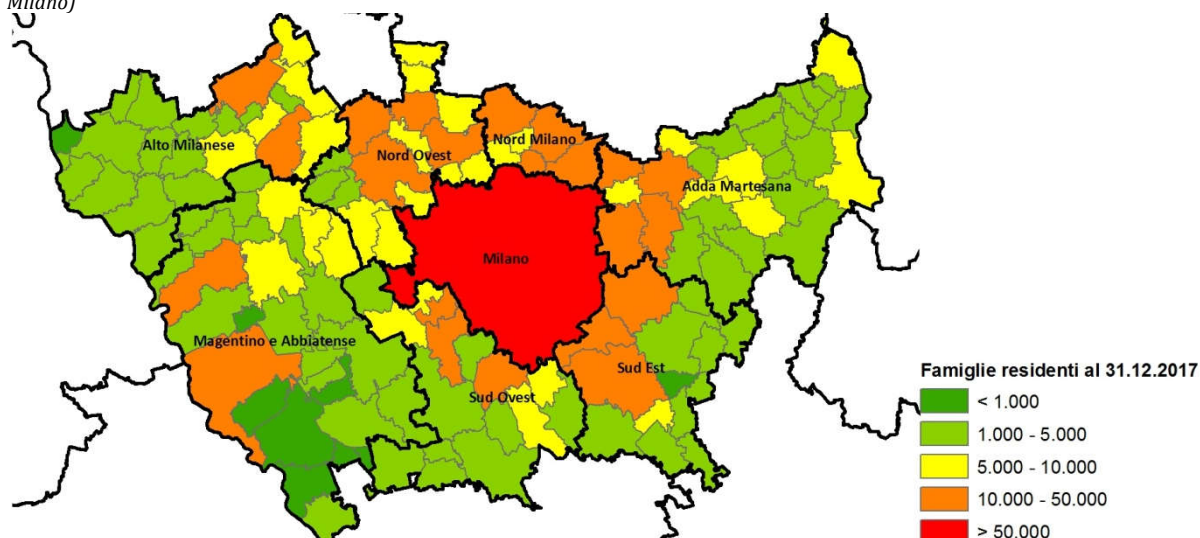 Milano)
Alto Milanese
Nord Ovest
Nord Milano
Adda Martesana
Milano
Magentino e Abbiatense
Sud Ovest
Sud Est
Famiglie residenti al 31.12.2017
< 1.000
1.000 - 5.000
5.000 - 10.000
10.000 - 50.000
> 50.000